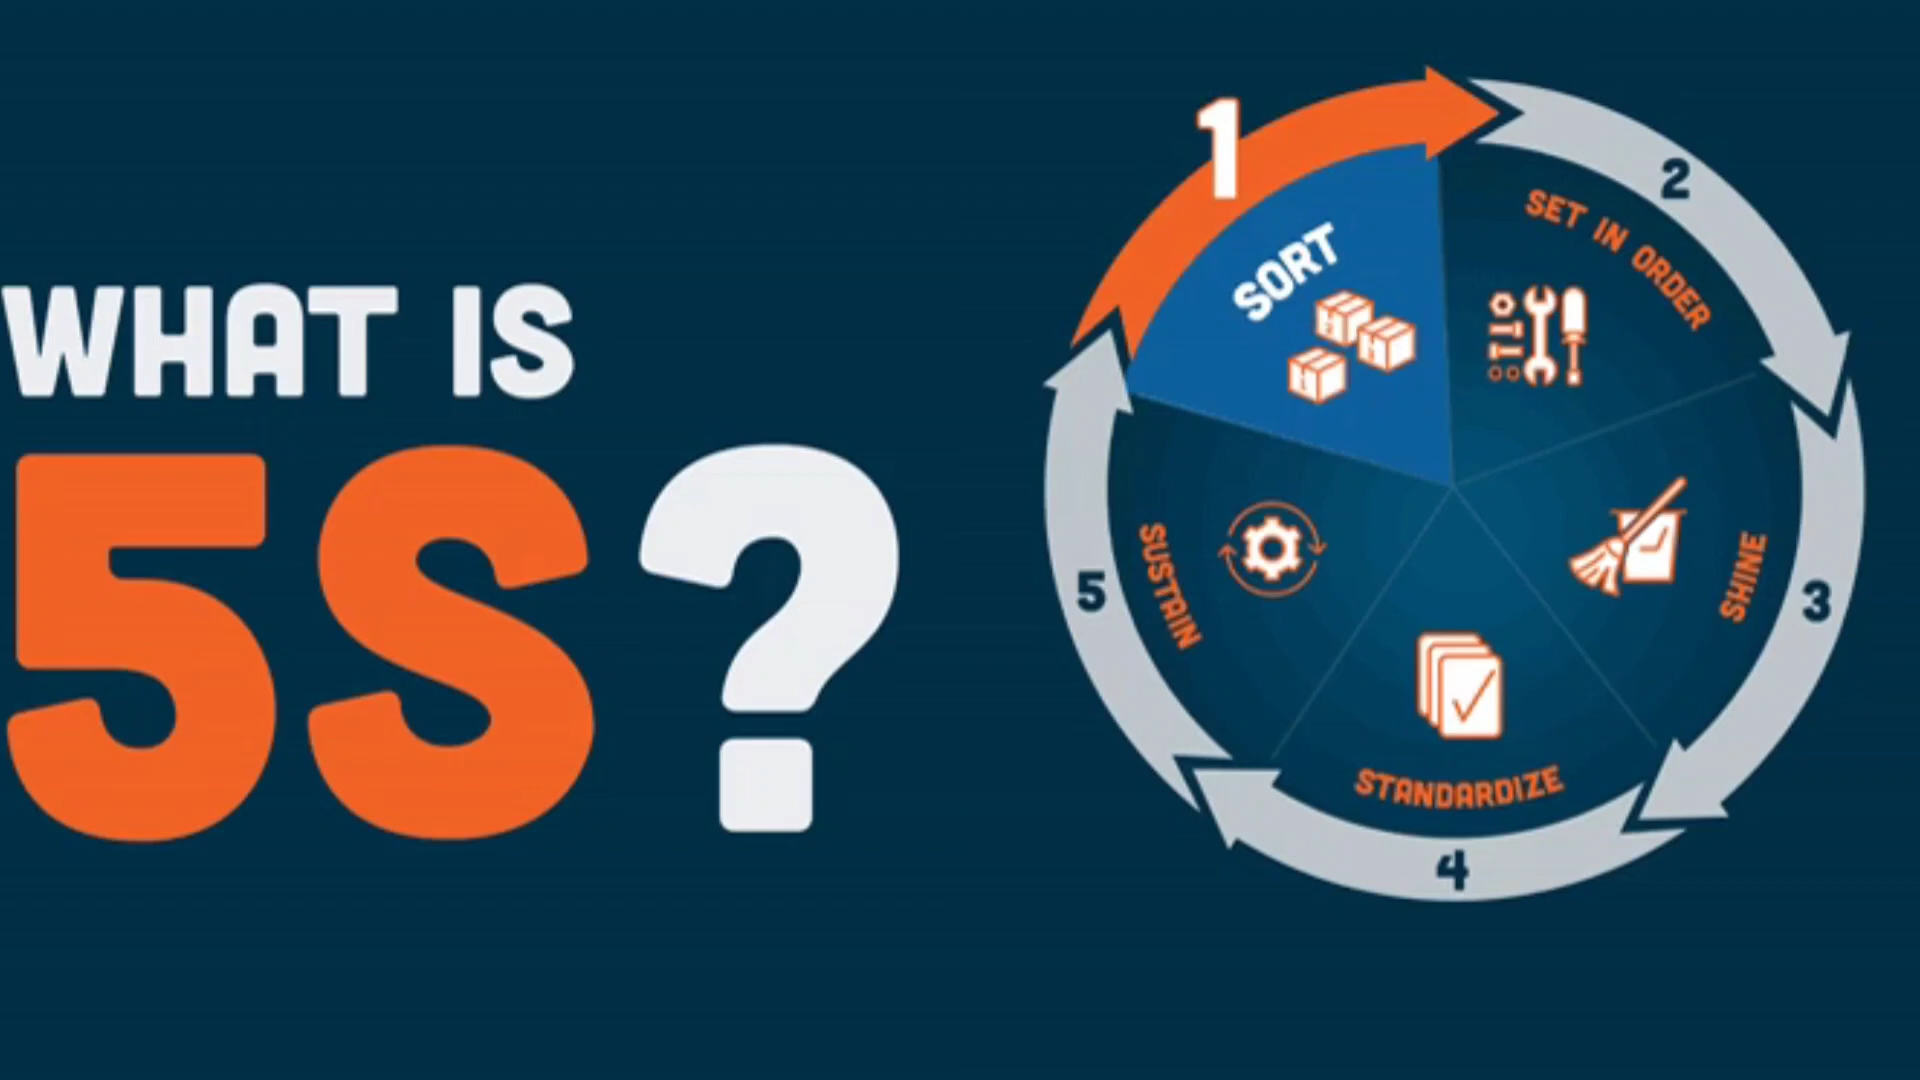 WHAT IS
5S?
1
SORT
2
SET IN ORDER
3
SHINE
4
STANDARDIZE
5
SUSTAIN